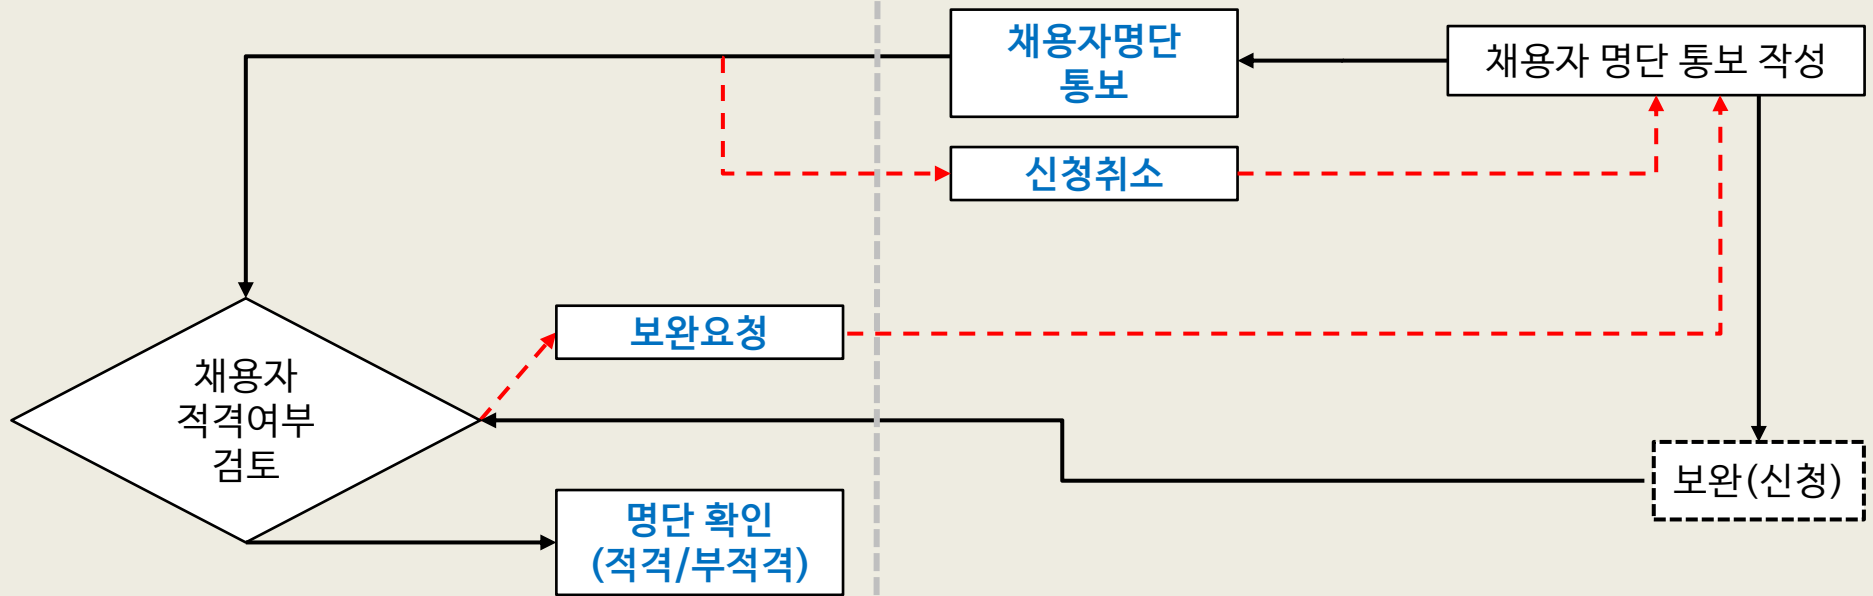 채용자명단
통보
채용자 명단 통보 작성
신청취소
보완요청
채용자
적격여부
검토
보완(신청)
명단 확인
(적격/부적격)